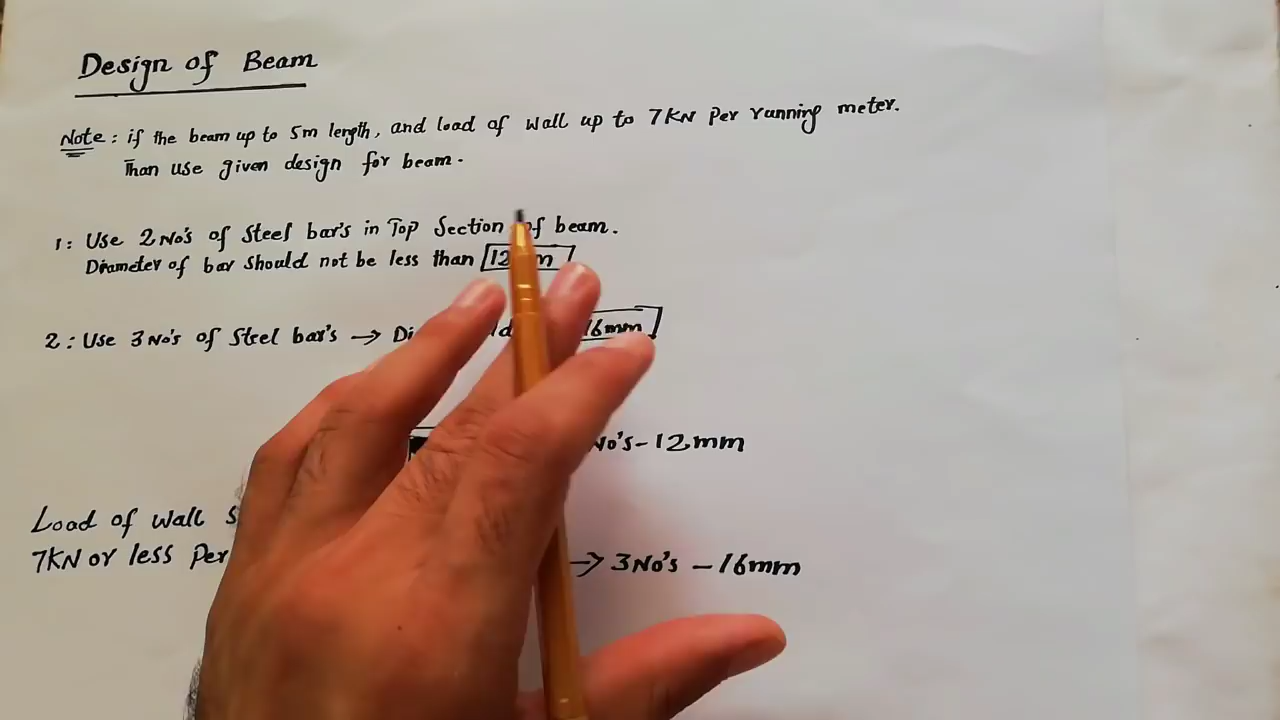 Design of Beam
Note: if the beam up to 5m length, and load of wall up to 7KN Per running meter.
Than use given design for beam.
1: Use 2No's of Steel bar's in Top Section of beam.
Diameter of bar should not be less than
2: Use 3No's of Steel bar's → 16mm
No's-12mm
Load of wall
7KN or less Per
→ 3No's - 16mm